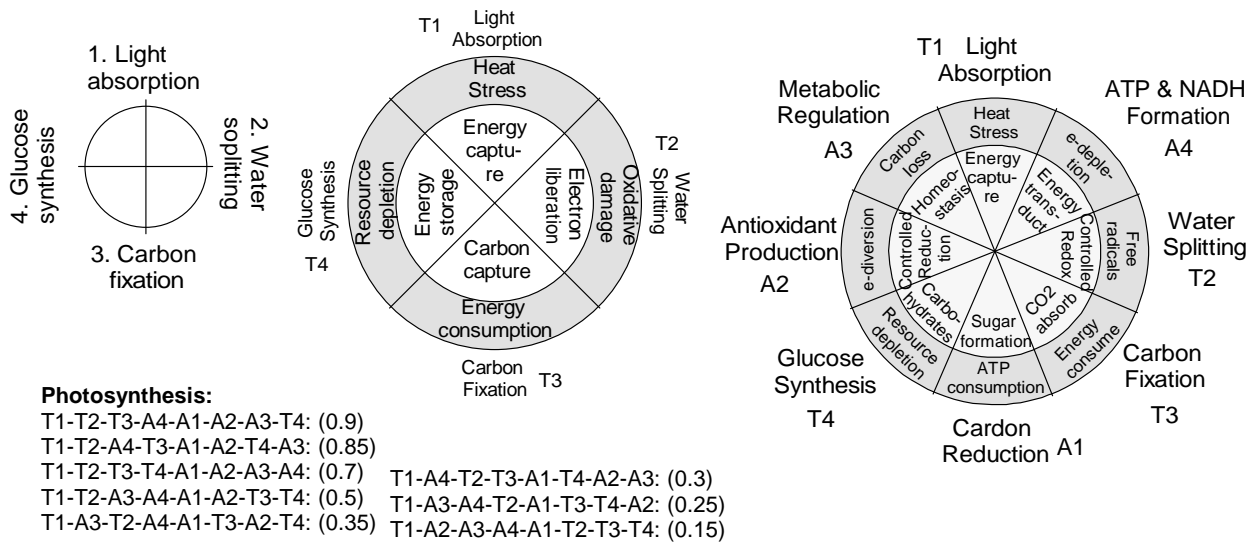 1. Light
absorption
2. Water
soplitting
3. Carbon
fixation
4. Glucose
synthesis
T1
Light
Absorption
Heat
Stress
Energy
captu-
re
T2
Water
Splitting
Oxidative
damage
Electron
liberation
Carbon
capture
Energy
consumption
Carbon
Fixation
T3
Energy
storage
Resource
depletion
Glucose
Synthesis
T4
T1
Light
Absorption
Heat
Stress
Energy
captu-
re
ATP & NADH
Formation
A4
e-deple-
tion
Energy
trans-
duct
Water
Splitting
T2
Free
radicals
Controlled
Redox
Carbon
Fixation
T3
Energy
consume
CO2
absorb
Cardon
Reduction
A1
ATP
consumption
Sugar
formation
Glucose
Synthesis
T4
Resource
depletion
Carbo-
hydrates
Antioxidant
Production
A2
e-diversion
Controlled
Reduc-
tion
Metabolic
Regulation
A3
Carbon
loss
Homeo-
stasis
Photosynthesis:
T1-T2-T3-A4-A1-A2-A3-T4: (0.9)
T1-T2-A4-T3-A1-A2-T4-A3: (0.85)
T1-T2-T3-T4-A1-A2-A3-A4: (0.7)
T1-T2-A3-A4-A1-A2-T3-T4: (0.5)
T1-A3-T2-A4-A1-T3-A2-T4: (0.35)
T1-A4-T2-T3-A1-T4-A2-A3: (0.3)
T1-A3-A4-T2-A1-T3-T4-A2: (0.25)
T1-A2-A3-A4-A1-T2-T3-T4: (0.15)